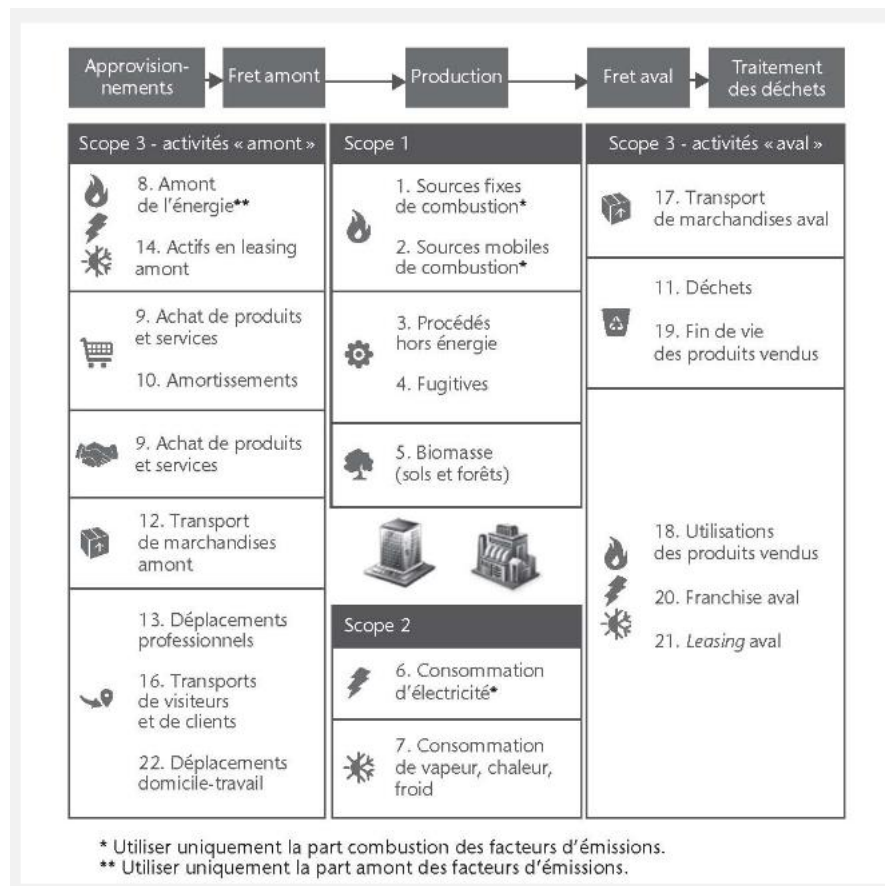 Approvision-
nements
Fret amont
Production
Fret aval
Traitement
des déchets
Scope 3 - activités « amont »
8. Amont
de l'énergie**
14. Actifs en leasing
amont
9. Achat de produits
et services
10. Amortissements
9. Achat de produits
et services
12. Transport
de marchandises
amont
13. Déplacements
professionnels
16. Transports
de visiteurs
et de clients
22. Déplacements
domicile-travail
Scope 1
1. Sources fixes
de combustion*
2. Sources mobiles
de combustion*
3. Procédés
hors énergie
4. Fugitives
5. Biomasse
(sols et forêts)
Scope 2
6. Consommation
d'électricité*
7. Consommation
de vapeur, chaleur,
froid
Scope 3 - activités « aval »
17. Transport
de marchandises aval
11. Déchets
19. Fin de vie
des produits vendus
18. Utilisations
des produits vendus
20. Franchise aval
21. Leasing aval
* Utiliser uniquement la part combustion des facteurs d'émissions.
** Utiliser uniquement la part amont des facteurs d'émissions.